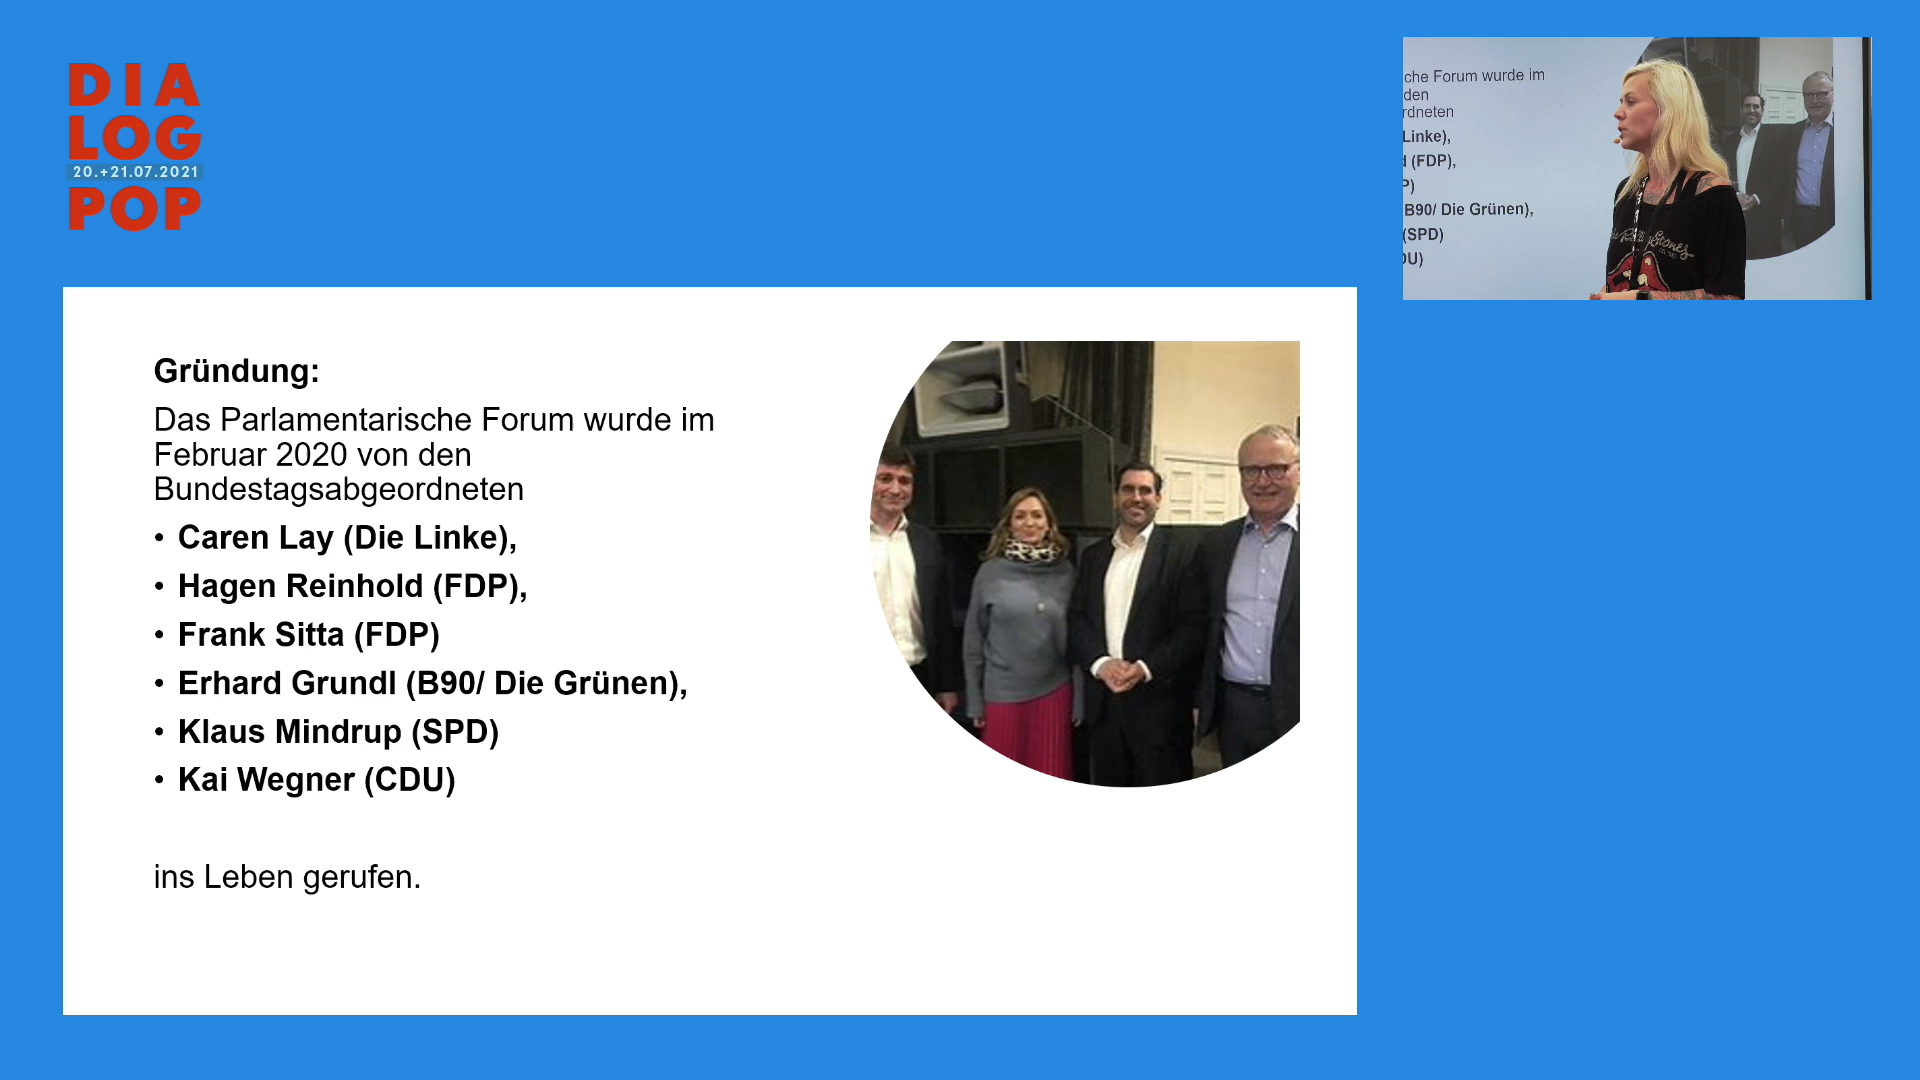 DIA
LOG
20.+21.07.2021
POP
che Forum wurde im
den
rdneten
Linke),
(FDP),
P)
B90/ Die Grünen),
(SPD)
DU)
Stones
Gründung:
Das Parlamentarische Forum wurde im
Februar 2020 von den
Bundestagsabgeordneten
• Caren Lay (Die Linke),
• Hagen Reinhold (FDP),
• Frank Sitta (FDP)
• Erhard Grundl (B90/ Die Grünen),
• Klaus Mindrup (SPD)
• Kai Wegner (CDU)
ins Leben gerufen.